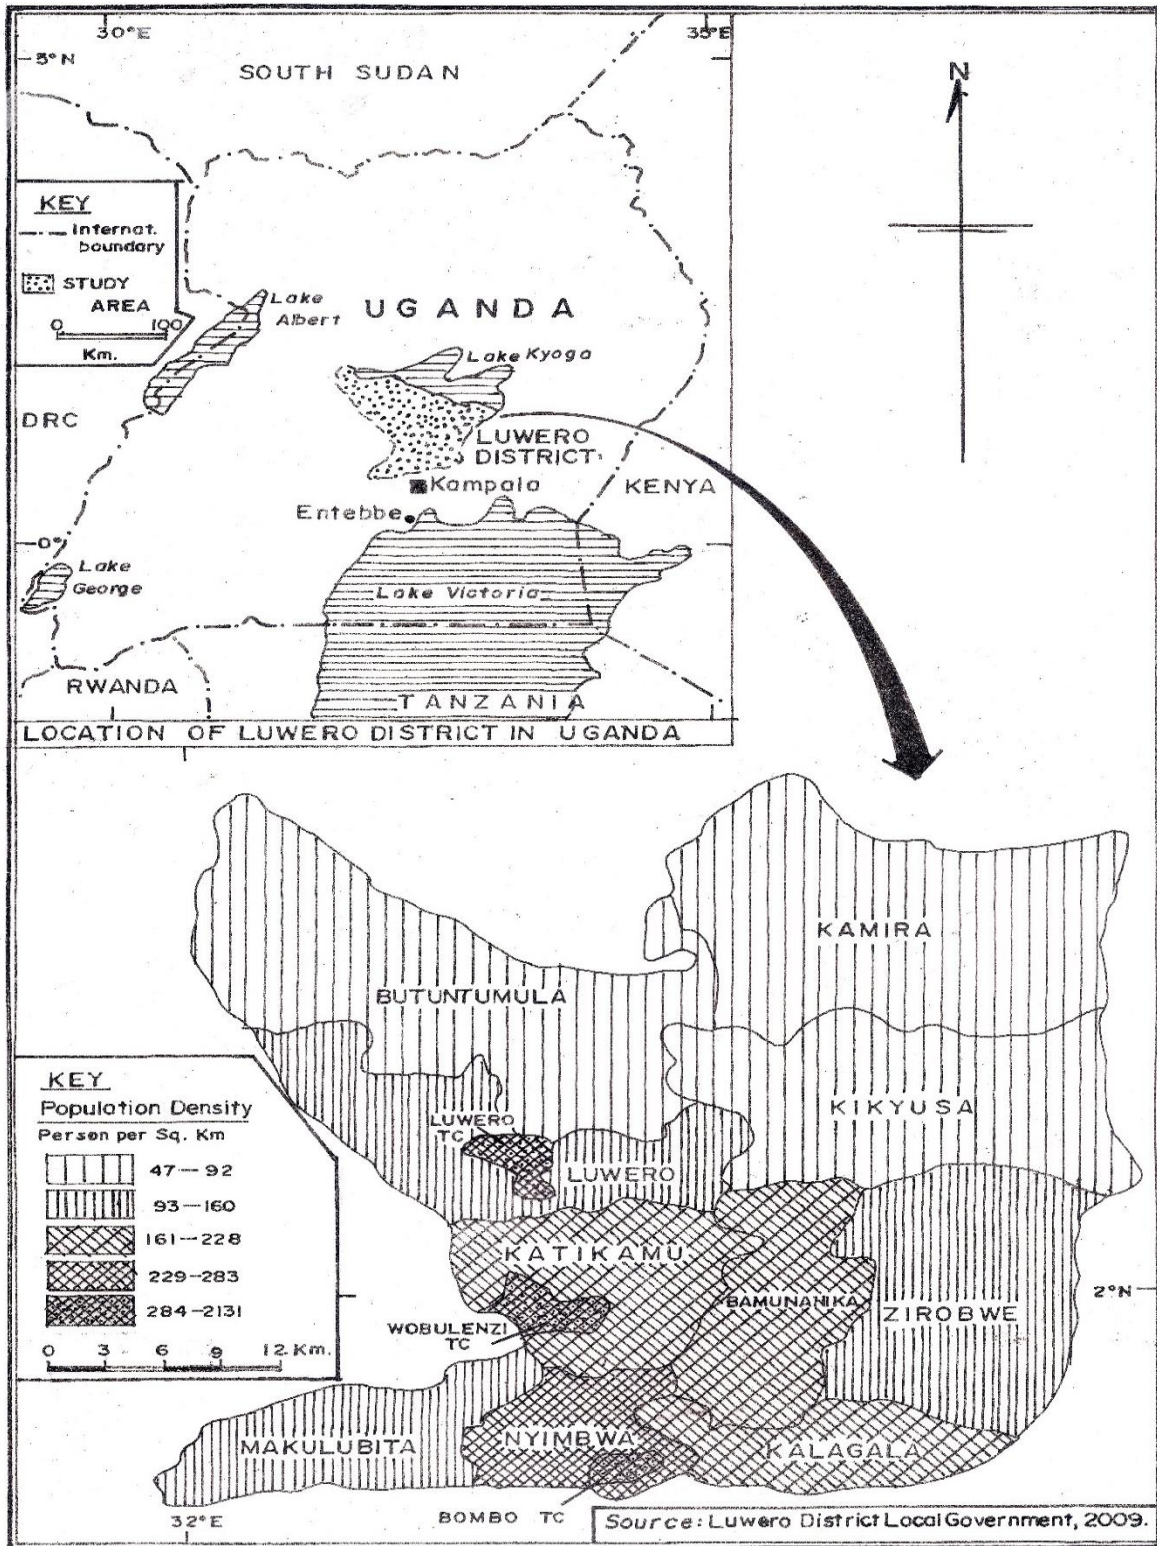 30°E 35°E
5°N
SOUTH SUDAN
N
KEY
Internat.
boundary
STUDY
AREA
0 100
Km.
Lake
Albert
UGANDA
Lake Kyoga
DRC
LUWERO
DISTRICT
Kampala
KENYA
Entebbe
0°
Lake
George
Lake Victoria
RWANDA
TANZANIA
LOCATION OF LUWERO DISTRICT IN UGANDA
KAMIRA
BUTUNTUMULA
KEY
Population Density
Person per Sq. Km
47-92
93-160
161-228
229-283
284-2131
0 3 6 9 12 Km.
KIKYUSA
LUWERO
TC
LUWERO
KATIKAMU
2°N
BAMUNANIKA
ZIROBWE
WOBULENZI
TC
NYIMBWA
MAKULUBITA
KALAGALA
32°E
BOMBO TC
Source: Luwero District Local Government, 2009.